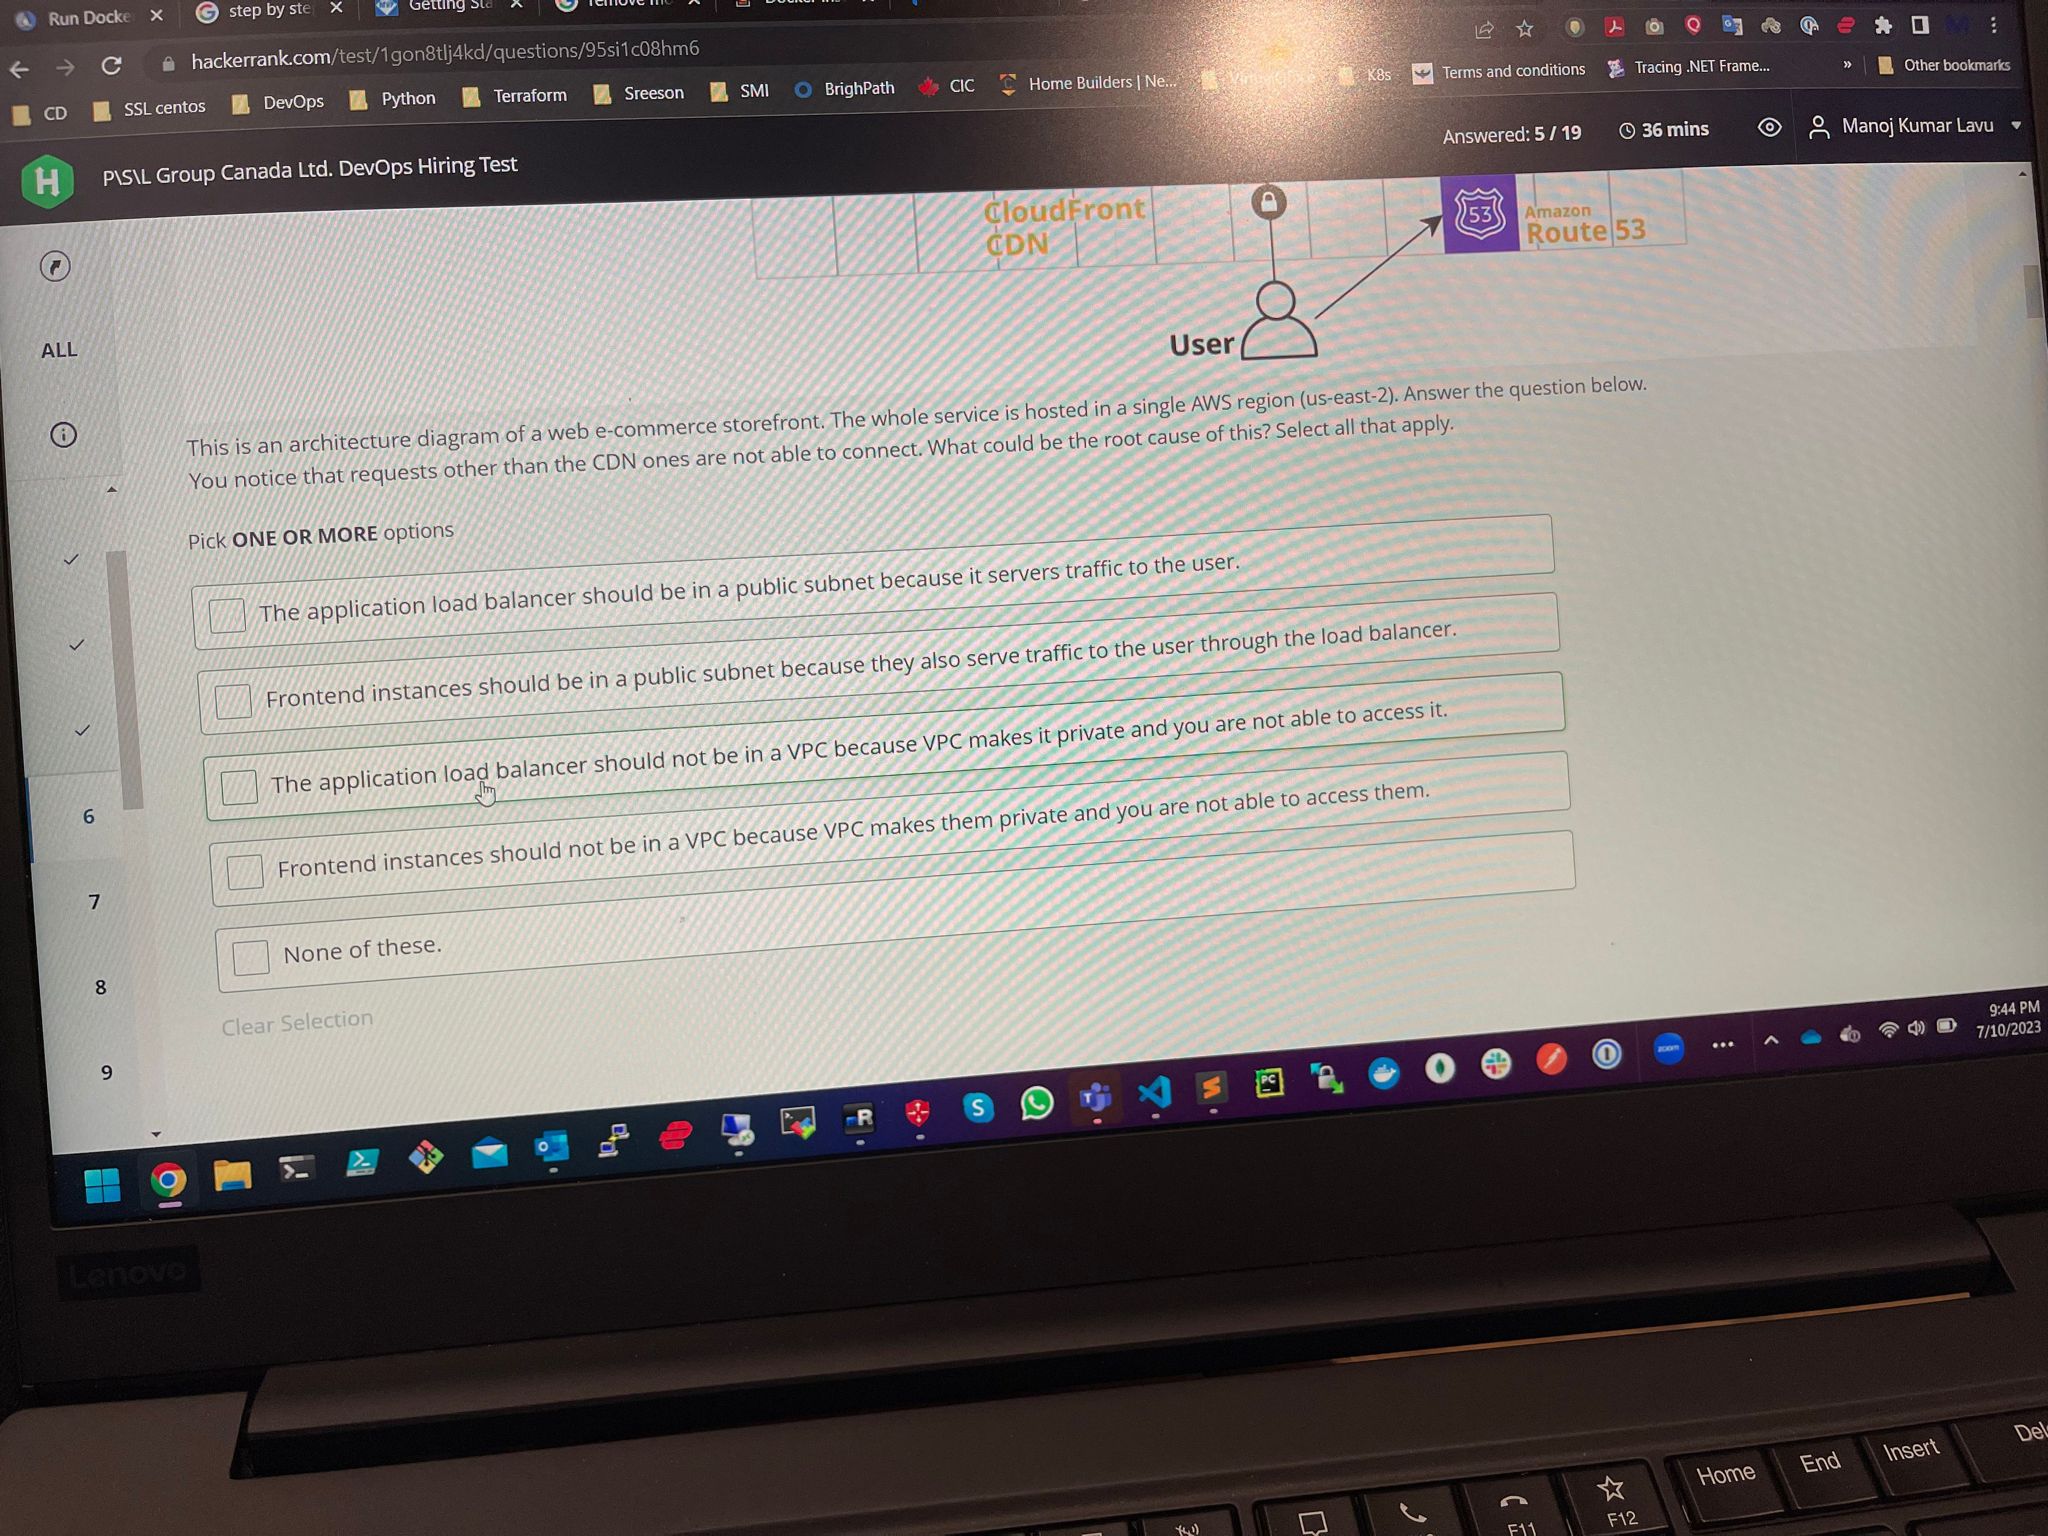 Run Docke
step by ste
Getting Sta
hackerrank.com/test/1gon8tlj4kd/questions/95si1c08hm6
CD
SSL centos
DevOps
Python
Terraform
Sreeson
SMI
BrighPath
CIC
Home Builders | Ne...
K8s
Terms and conditions
Tracing .NET Frame...
»
Other bookmarks
H
P\S\L Group Canada Ltd. DevOps Hiring Test
Answered: 5 / 19
36 mins
Manoj Kumar Lavu
CloudFront
CDN
53
Amazon
Route 53
User
ALL
This is an architecture diagram of a web e-commerce storefront. The whole service is hosted in a single AWS region (us-east-2). Answer the question below.
You notice that requests other than the CDN ones are not able to connect. What could be the root cause of this? Select all that apply.
Pick ONE OR MORE options
The application load balancer should be in a public subnet because it servers traffic to the user.
Frontend instances should be in a public subnet because they also serve traffic to the user through the load balancer.
The application load balancer should not be in a VPC because VPC makes it private and you are not able to access it.
Frontend instances should not be in a VPC because VPC makes them private and you are not able to access them.
None of these.
Clear Selection
6
7
8
9
zoom
9:44 PM
7/10/2023
Lenovo
Home
End
Insert
F11
F12